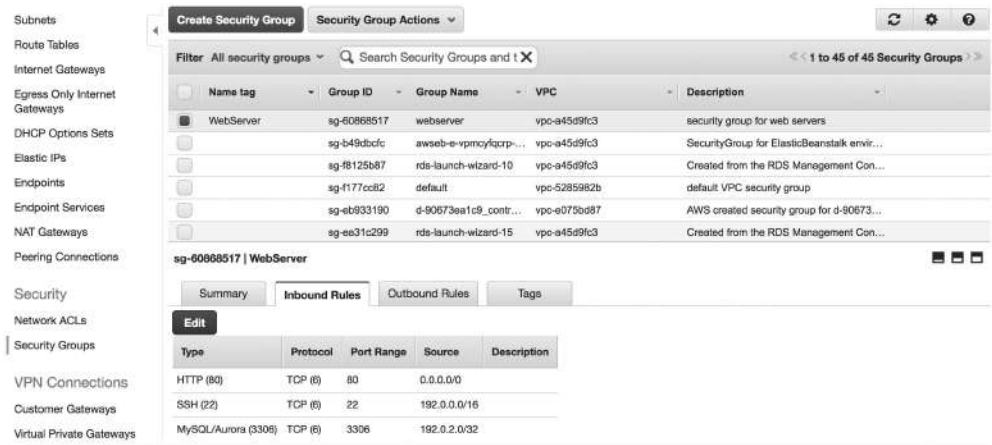 Subnets
Route Tables
Internet Gateways
Egress Only Internet
Gateways
DHCP Options Sets
Elastic IPs
Endpoints
Endpoint Services
NAT Gateways
Peering Connections
Security
Network ACLs
Security Groups
VPN Connections
Customer Gateways
Virtual Private Gateways
Create Security Group Security Group Actions
Filter All security groups Search Security Groups and t X 1 to 45 of 45 Security Groups
Name tag Group ID Group Name VPC Description
WebServer sg-60868517 webserver vpc-a45d9fc3 security group for web servers
sg-b49dbcfc awseb-e-vpmcyfqcrp-... vpc-a45d9fc3 SecurityGroup for ElasticBeanstalk envir...
sg-f8125b87 rds-launch-wizard-10 vpc-a45d9fc3 Created from the RDS Management Con...
sg-f177cc82 default vpc-5285982b default VPC security group
sg-eb933190 d-90673ea1c9_contr... vpc-e075bd87 AWS created security group for d-90673...
sg-ea31c299 rds-launch-wizard-15 vpc-a45d9fc3 Created from the RDS Management Con...
sg-60868517 | WebServer
Summary Inbound Rules Outbound Rules Tags
Edit
Type Protocol Port Range Source Description
HTTP (80) TCP (6) 80 0.0.0.0/0
SSH (22) TCP (6) 22 192.0.0.0/16
MySQL/Aurora (3306) TCP (6) 3306 192.0.2.0/32